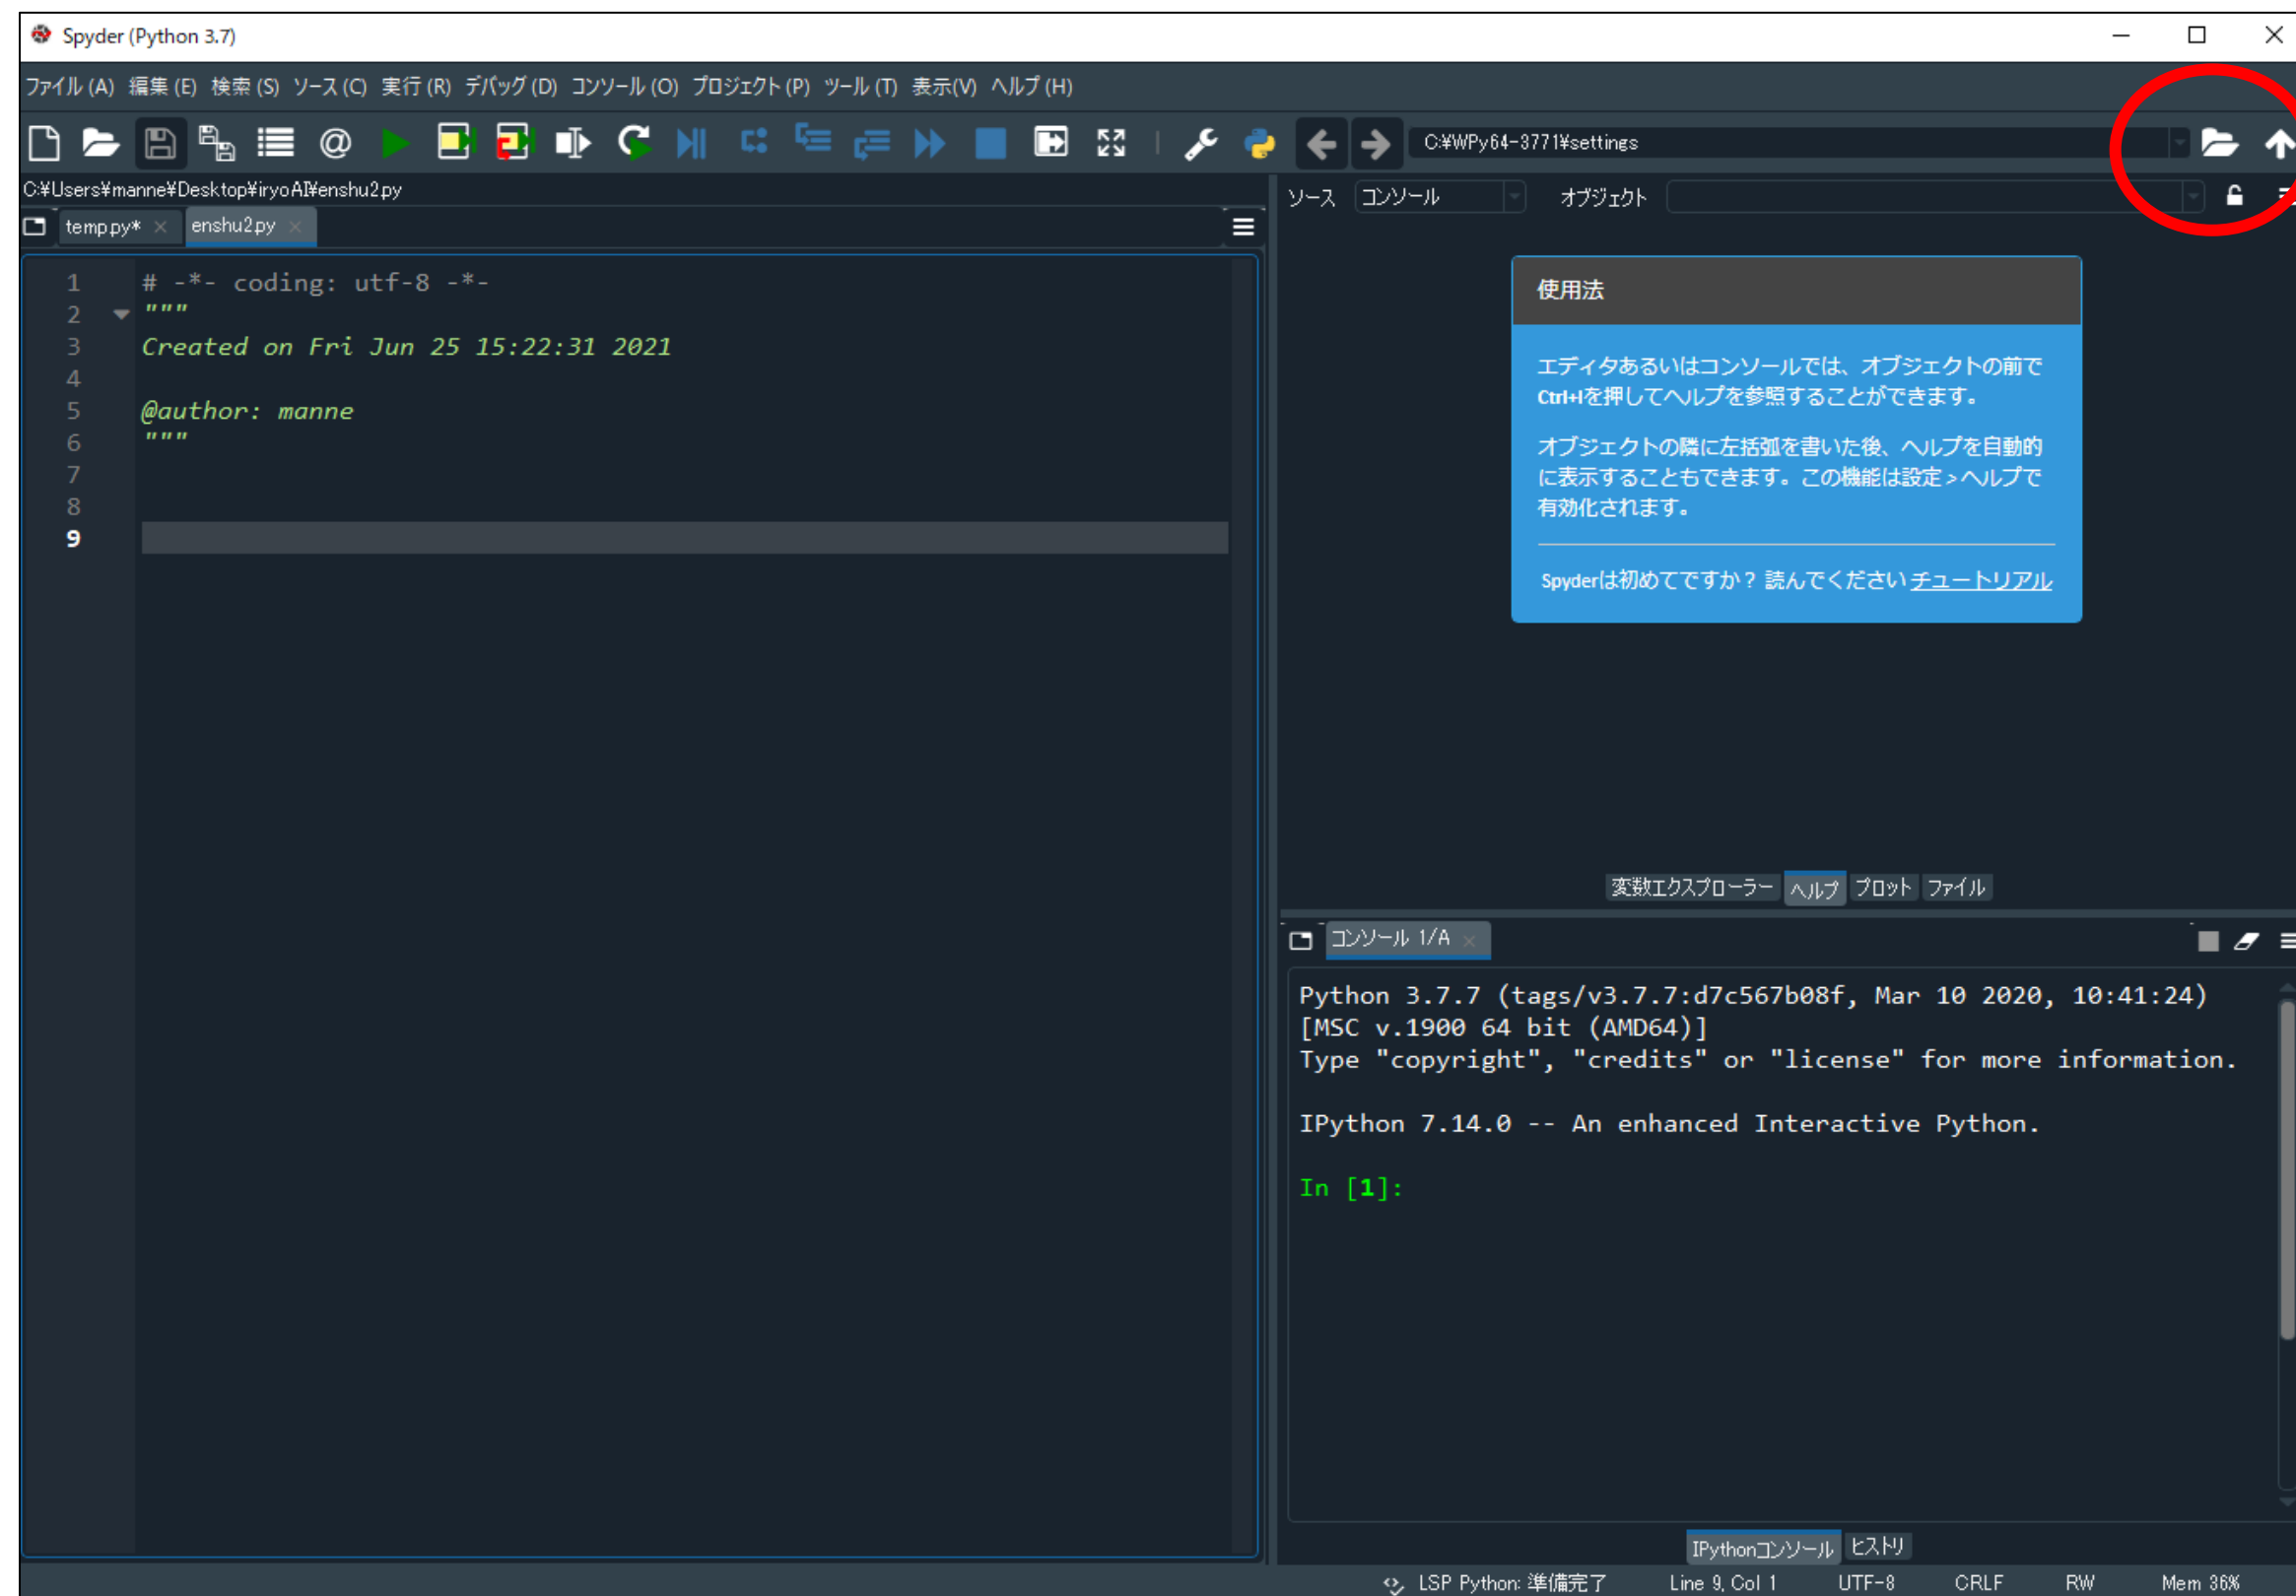 Spyder (Python 3.7)
ファイル (A) 編集 (E) 検索 (S) ソース (C) 実行 (R) デバッグ (D) コンソール (O) プロジェクト (P) ツール (T) 表示(V) ヘルプ (H)
C:¥WPy64-3771¥settings
C:¥Users¥manne¥Desktop¥iryoAI¥enshu2.py
temp.py* enshu2.py
1 # -*- coding: utf-8 -*-
2 """
3 Created on Fri Jun 25 15:22:31 2021
4
5 @author: manne
6 """
7
8
9
ソース コンソール オブジェクト
使用法
エディタあるいはコンソールでは、オブジェクトの前で
Ctrl+Iを押してヘルプを参照することができます。
オブジェクトの隣に左括弧を書いた後、ヘルプを自動的
に表示することもできます。この機能は設定 > ヘルプで
有効化されます。
Spyderは初めてですか？ 読んでください チュートリアル
変数エクスプローラー ヘルプ プロット ファイル
コンソール 1/A
Python 3.7.7 (tags/v3.7.7:d7c567b08f, Mar 10 2020, 10:41:24)
[MSC v.1900 64 bit (AMD64)]
Type "copyright", "credits" or "license" for more information.
IPython 7.14.0 -- An enhanced Interactive Python.
In [1]:
IPythonコンソール ヒストリ
LSP Python: 準備完了 Line 9, Col 1 UTF-8 CRLF RW Mem 36%